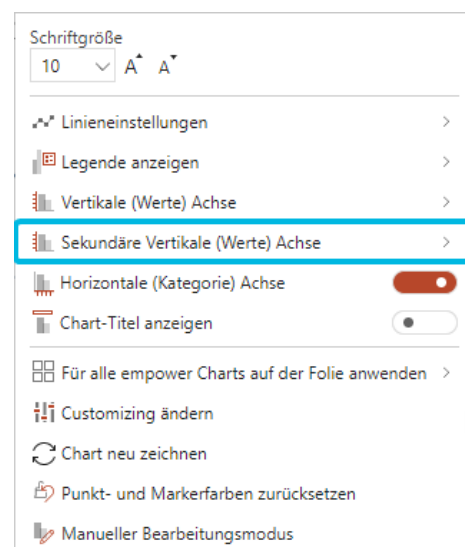 Schriftgröße
10 A A
Linieneinstellungen
Legende anzeigen
Vertikale (Werte) Achse
Sekundäre Vertikale (Werte) Achse
Horizontale (Kategorie) Achse
Chart-Titel anzeigen
Für alle empower Charts auf der Folie anwenden
Customizing ändern
Chart neu zeichnen
Punkt- und Markerfarben zurücksetzen
Manueller Bearbeitungsmodus